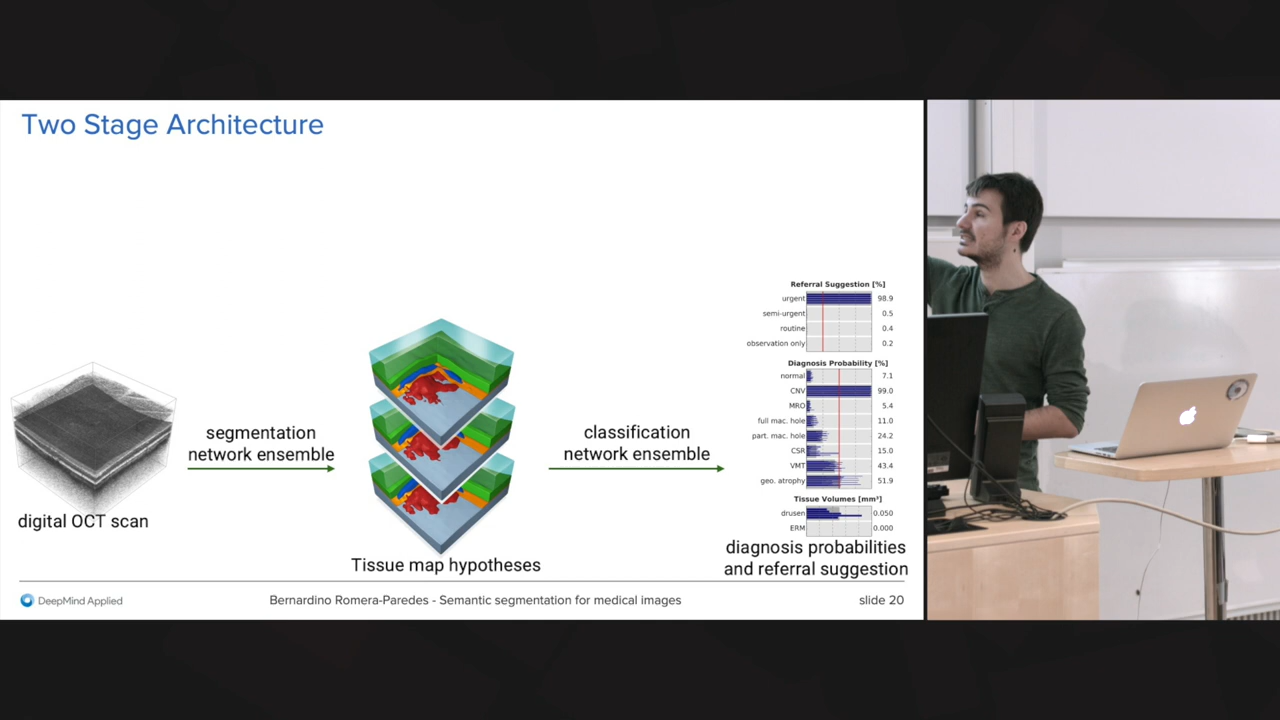 Two Stage Architecture
digital OCT scan
segmentation
network ensemble
Tissue map hypotheses
classification
network ensemble
Referral Suggestion [%]
urgent 98.9
semi-urgent 0.5
routine 0.4
observation only 0.2
Diagnosis Probability [%]
normal 7.1
CNV 99.0
MRO 5.4
full mac. hole 11.0
part. mac. hole 24.2
CSR 15.0
VMT 43.4
geo. atrophy 51.9
Tissue Volumes [mm³]
drusen 0.050
ERM 0.000
diagnosis probabilities
and referral suggestion
DeepMind Applied
Bernardino Romera-Paredes - Semantic segmentation for medical images
slide 20